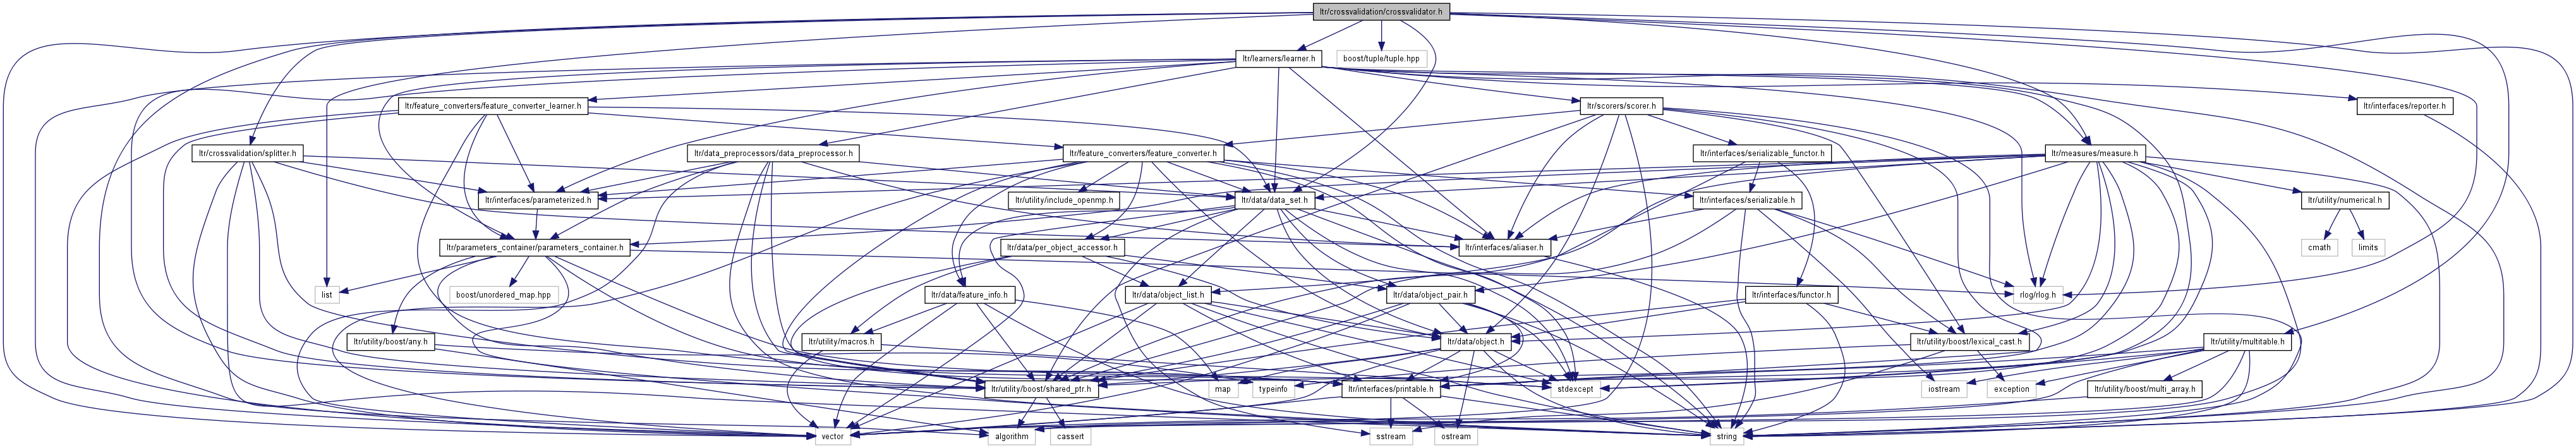 ltr/crossvalidation/crossvalidator.h
ltr/learners/learner.h
boost/tuple/tuple.hpp
ltr/feature_converters/feature_converter_learner.h
ltr/scorers/scorer.h
ltr/interfaces/reporter.h
ltr/crossvalidation/splitter.h
ltr/data_preprocessors/data_preprocessor.h
ltr/feature_converters/feature_converter.h
ltr/interfaces/serializable_functor.h
ltr/measures/measure.h
ltr/interfaces/parameterized.h
ltr/utility/include_openmp.h
ltr/data/data_set.h
ltr/interfaces/serializable.h
ltr/utility/numerical.h
ltr/parameters_container/parameters_container.h
ltr/data/per_object_accessor.h
ltr/interfaces/aliaser.h
cmath
limits
list
boost/unordered_map.hpp
ltr/data/feature_info.h
ltr/data/object_list.h
ltr/data/object_pair.h
ltr/interfaces/functor.h
rlog/rlog.h
ltr/utility/boost/any.h
ltr/utility/macros.h
ltr/data/object.h
ltr/utility/boost/lexical_cast.h
ltr/utility/multitable.h
ltr/utility/boost/shared_ptr.h
map
typeinfo
ltr/interfaces/printable.h
stdexcept
iostream
exception
ltr/utility/boost/multi_array.h
vector
algorithm
cassert
sstream
ostream
string